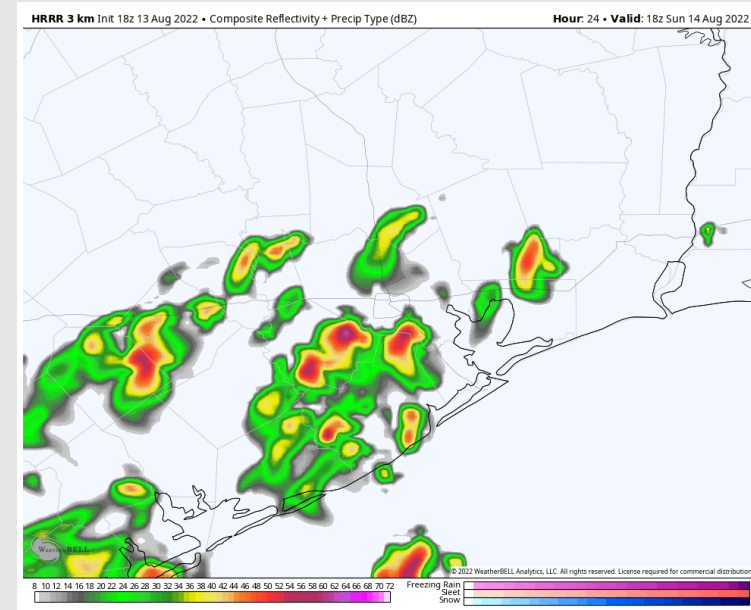 HRRR 3 km Init 18z 13 Aug 2022 • Composite Reflectivity + Precip Type (dBZ)
Hour: 24 • Valid: 18z Sun 14 Aug 2022
WeatherBELL
© 2022 WeatherBELL Analytics, LLC. All rights reserved. License required for commercial distribution
8 10 12 14 16 18 20 22 24 26 28 30 32 34 36 38 40 42 44 46 48 50 52 54 56 58 60 62 64 66 68 70 72
Freezing Rain
Sleet
Snow